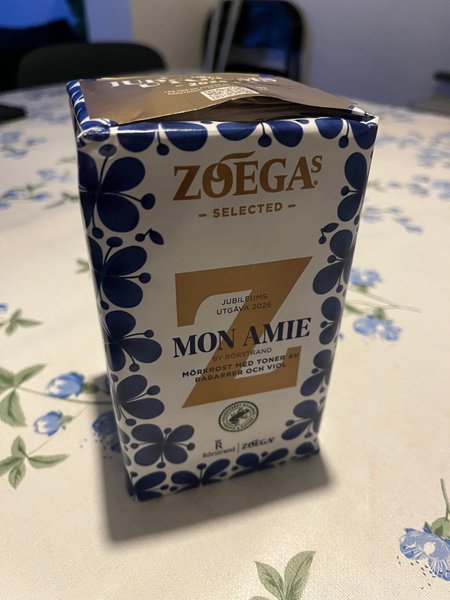 ZOÉGAS
– SELECTED –
JUBILEUMS
UTGÅVA 2026
MON AMIE
BY RÖRSTRAND
MÖRKROST MED TONER AV
RABARBER OCH VIOL
Rörstrand | ZOÉGAS